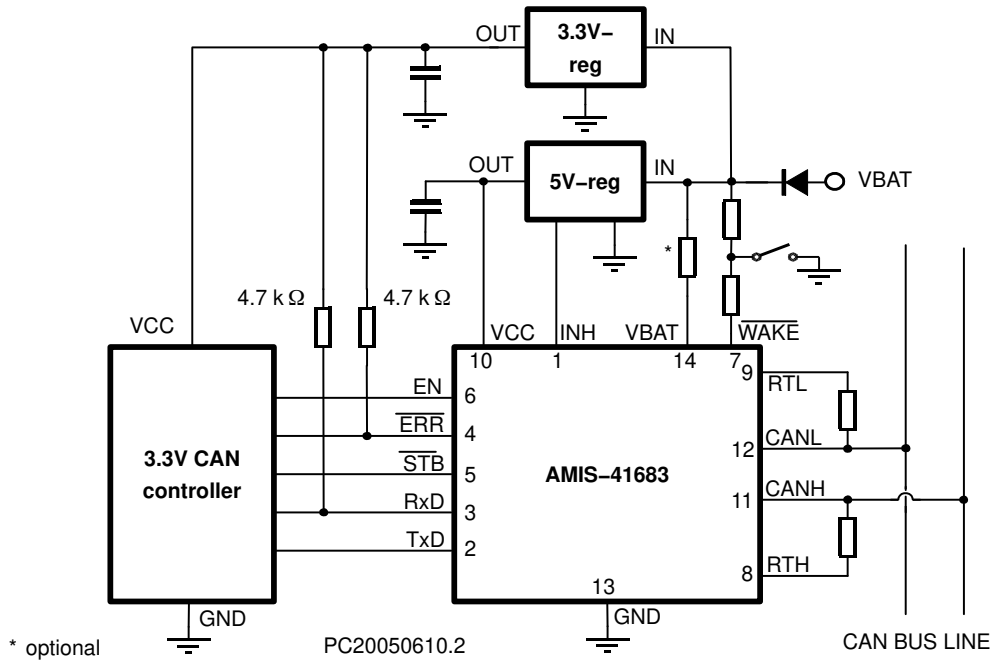 OUT
3.3V−
reg
IN
OUT
5V−reg
IN
VBAT
*
4.7 k Ω
4.7 k Ω
VCC
VCC
INH
VBAT
WAKE
10
1
14
7
9
RTL
EN
6
ERR
4
12
CANL
3.3V CAN
controller
STB
5
AMIS−41683
RxD
3
11
CANH
TxD
2
8
RTH
13
GND
GND
* optional
PC20050610.2
CAN BUS LINE